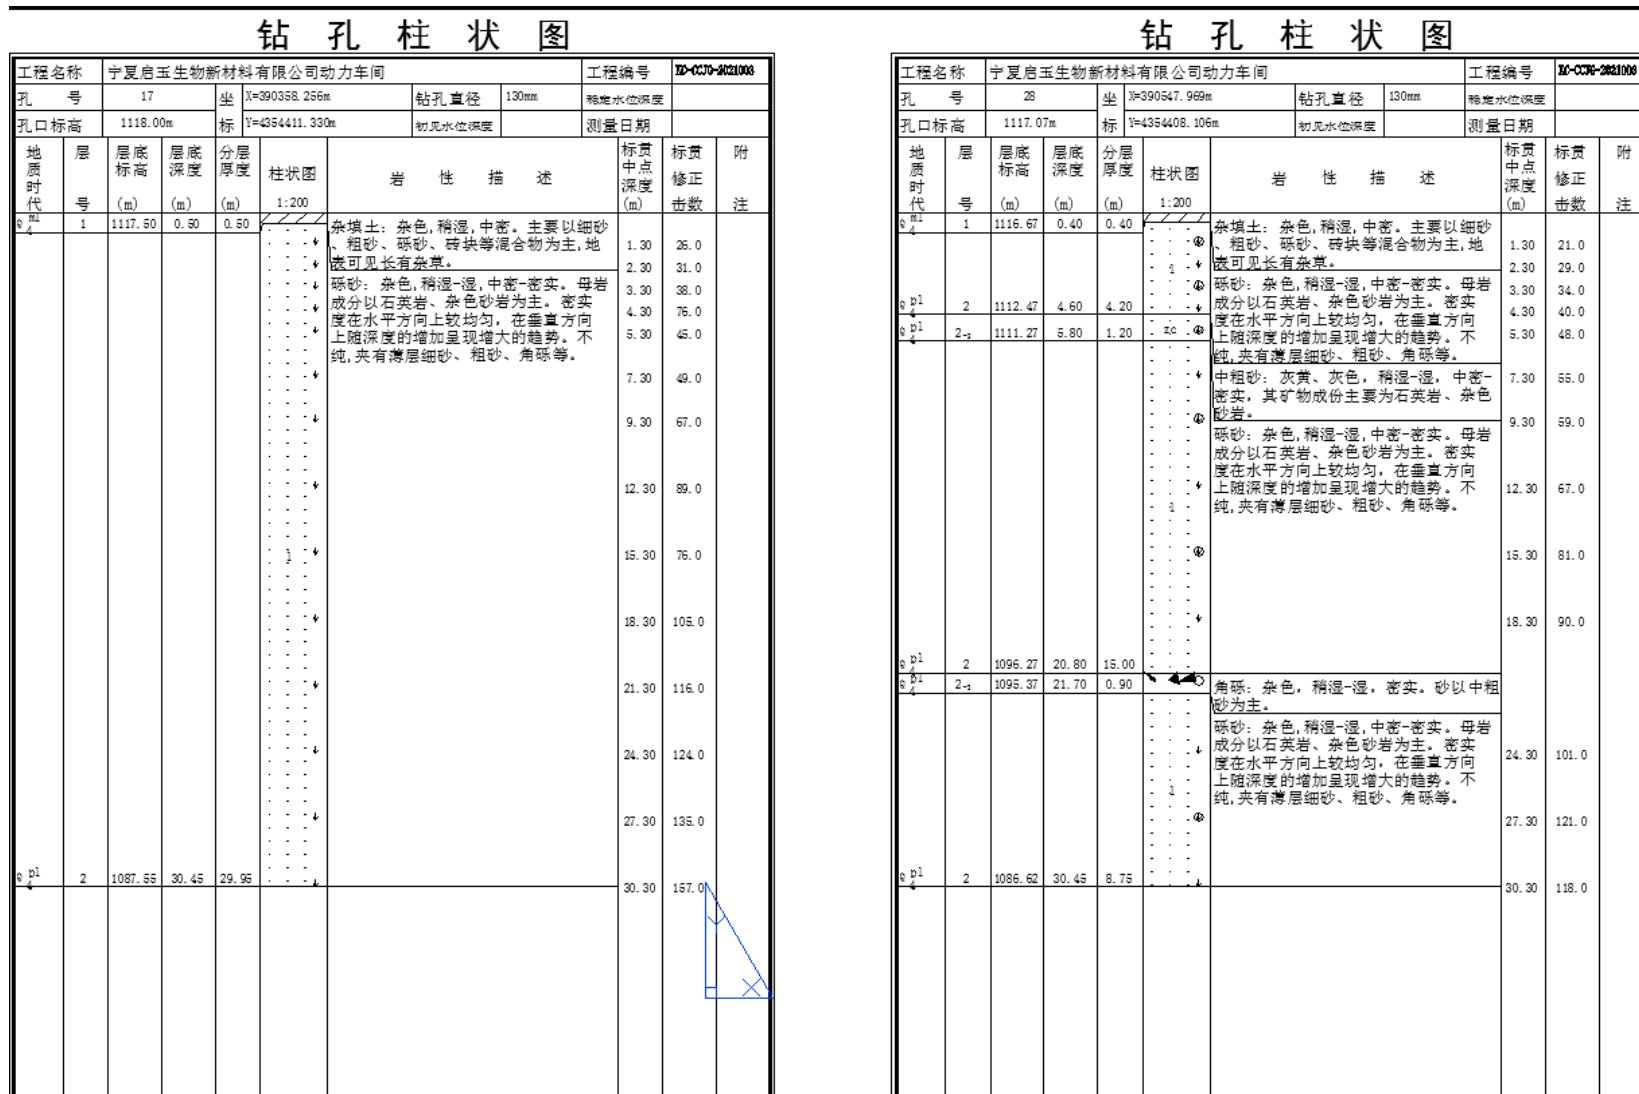 钻 孔 柱 状 图
工程名称 宁夏启玉生物新材料有限公司动力车间 工程编号
孔 号 17 坐 X=390358.256m 钻孔直径 130mm 稳定水位深度
孔口标高 1118.00m 标 Y=4354411.330m 初见水位深度 测量日期
地质时代 层号 层底标高(m) 层底深度(m) 分层厚度(m) 柱状图 1:200 岩 性 描 述 标贯中点深度(m) 标贯修正击数 附注
1 1117.50 0.50 0.50
杂填土: 杂色,稍湿,中密。主要以细砂
、粗砂、砾砂、砖块等混合物为主,地
表可见长有杂草。
砾砂: 杂色,稍湿-湿,中密-密实。母岩
成分以石英岩、杂色砂岩为主。密实
度在水平方向上较均匀,在垂直方向
上随深度的增加呈现增大的趋势。不
纯,夹有薄层细砂、粗砂、角砾等。
1.30 26.0
2.30 31.0
3.30 38.0
4.30 76.0
5.30 45.0
7.30 49.0
9.30 67.0
12.30 89.0
15.30 76.0
18.30 105.0
21.30 116.0
24.30 124.0
27.30 135.0
2 1087.55 30.45 29.95
30.30 157.0
钻 孔 柱 状 图
工程名称 宁夏启玉生物新材料有限公司动力车间 工程编号
孔 号 28 坐 X=390547.969m 钻孔直径 130mm 稳定水位深度
孔口标高 1117.07m 标 Y=4354408.106m 初见水位深度 测量日期
地质时代 层号 层底标高(m) 层底深度(m) 分层厚度(m) 柱状图 1:200 岩 性 描 述 标贯中点深度(m) 标贯修正击数 附注
1 1116.67 0.40 0.40
杂填土: 杂色,稍湿,中密。主要以细砂
、粗砂、砾砂、砖块等混合物为主,地
表可见长有杂草。
砾砂: 杂色,稍湿-湿,中密-密实。母岩
成分以石英岩、杂色砂岩为主。密实
度在水平方向上较均匀,在垂直方向
上随深度的增加呈现增大的趋势。不
纯,夹有薄层细砂、粗砂、角砾等。
2 1112.47 4.60 4.20
1111.27 5.80 1.20
中粗砂: 灰黄、灰色, 稍湿-湿, 中密-
密实, 其矿物成份主要为石英岩、杂色
砂岩。
砾砂: 杂色,稍湿-湿,中密-密实。母岩
成分以石英岩、杂色砂岩为主。密实
度在水平方向上较均匀,在垂直方向
上随深度的增加呈现增大的趋势。不
纯,夹有薄层细砂、粗砂、角砾等。
2 1096.27 20.80 15.00
1095.37 21.70 0.90
角砾: 杂色, 稍湿-湿, 密实。砂以中粗
砂为主。
砾砂: 杂色,稍湿-湿,中密-密实。母岩
成分以石英岩、杂色砂岩为主。密实
度在水平方向上较均匀,在垂直方向
上随深度的增加呈现增大的趋势。不
纯,夹有薄层细砂、粗砂、角砾等。
1.30 21.0
2.30 29.0
3.30 34.0
4.30 40.0
5.30 48.0
7.30 55.0
9.30 59.0
12.30 67.0
15.30 81.0
18.30 90.0
24.30 101.0
27.30 121.0
2 1086.62 30.45 8.75
30.30 118.0